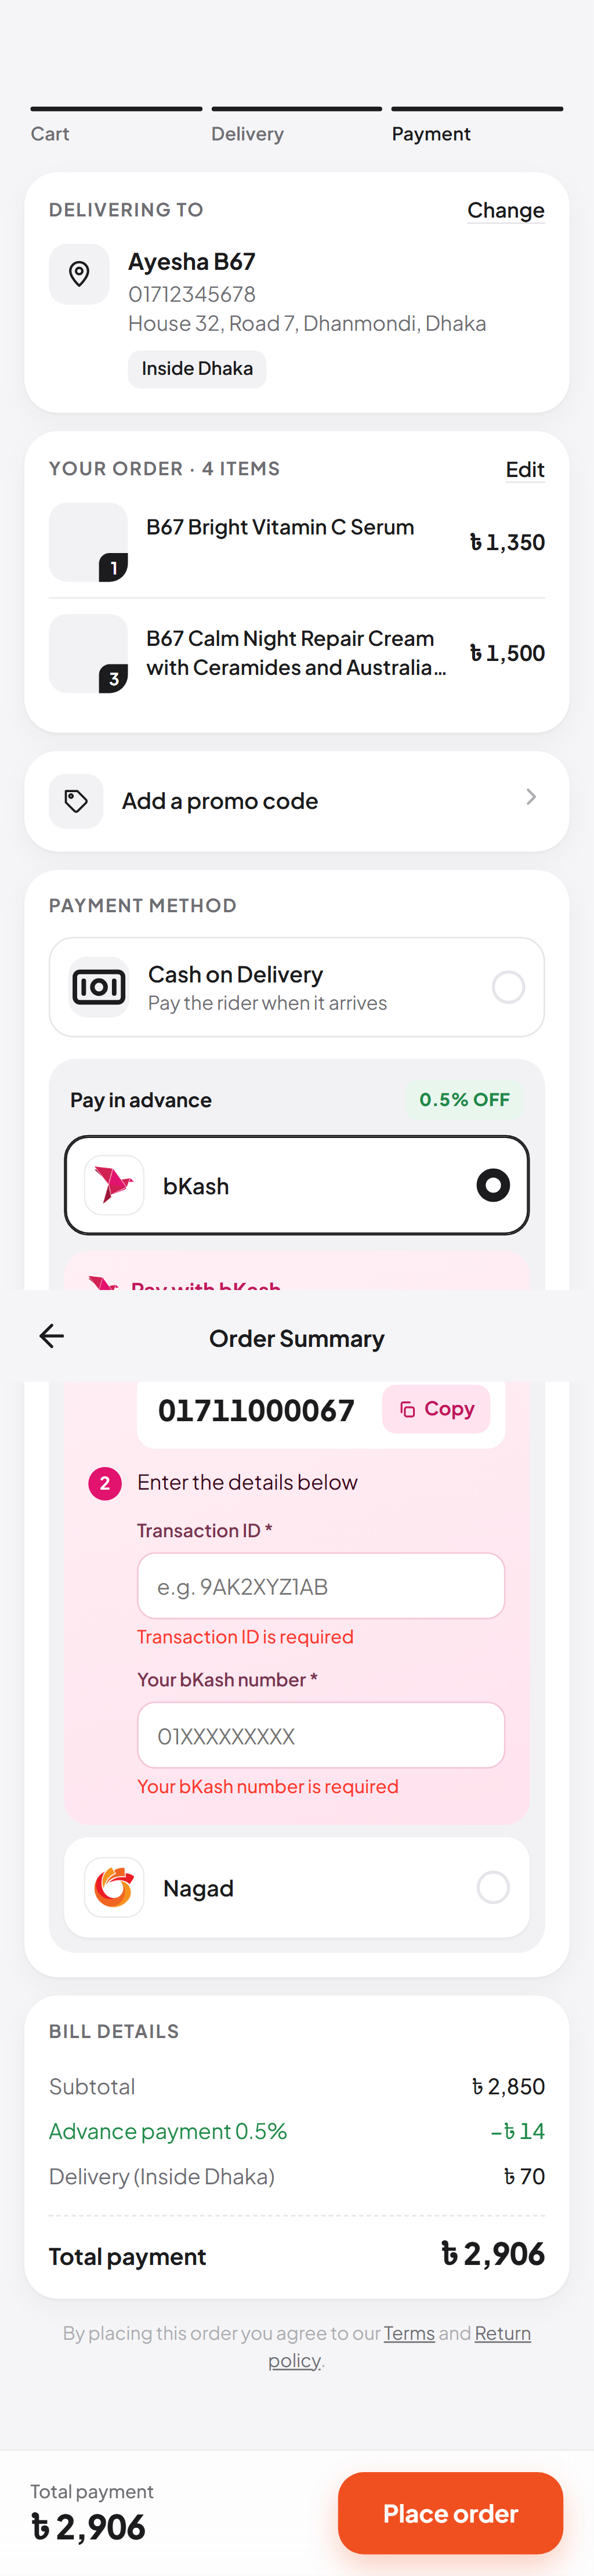 Cart
Delivery
Payment
DELIVERING TO
Change
Ayesha B67
01712345678
House 32, Road 7, Dhanmondi, Dhaka
Inside Dhaka
YOUR ORDER · 4 ITEMS
Edit
B67 Bright Vitamin C Serum
৳ 1,350
1
B67 Calm Night Repair Cream
with Ceramides and Australia...
৳ 1,500
3
Add a promo code
PAYMENT METHOD
Cash on Delivery
Pay the rider when it arrives
Pay in advance
0.5% OFF
bKash
Pay with bKash
Order Summary
01711000067
Copy
2
Enter the details below
Transaction ID *
e.g. 9AK2XYZ1AB
Transaction ID is required
Your bKash number *
01XXXXXXXXX
Your bKash number is required
Nagad
BILL DETAILS
Subtotal
৳ 2,850
Advance payment 0.5%
−৳ 14
Delivery (Inside Dhaka)
৳ 70
Total payment
৳ 2,906
By placing this order you agree to our Terms and Return
policy.
Total payment
৳ 2,906
Place order